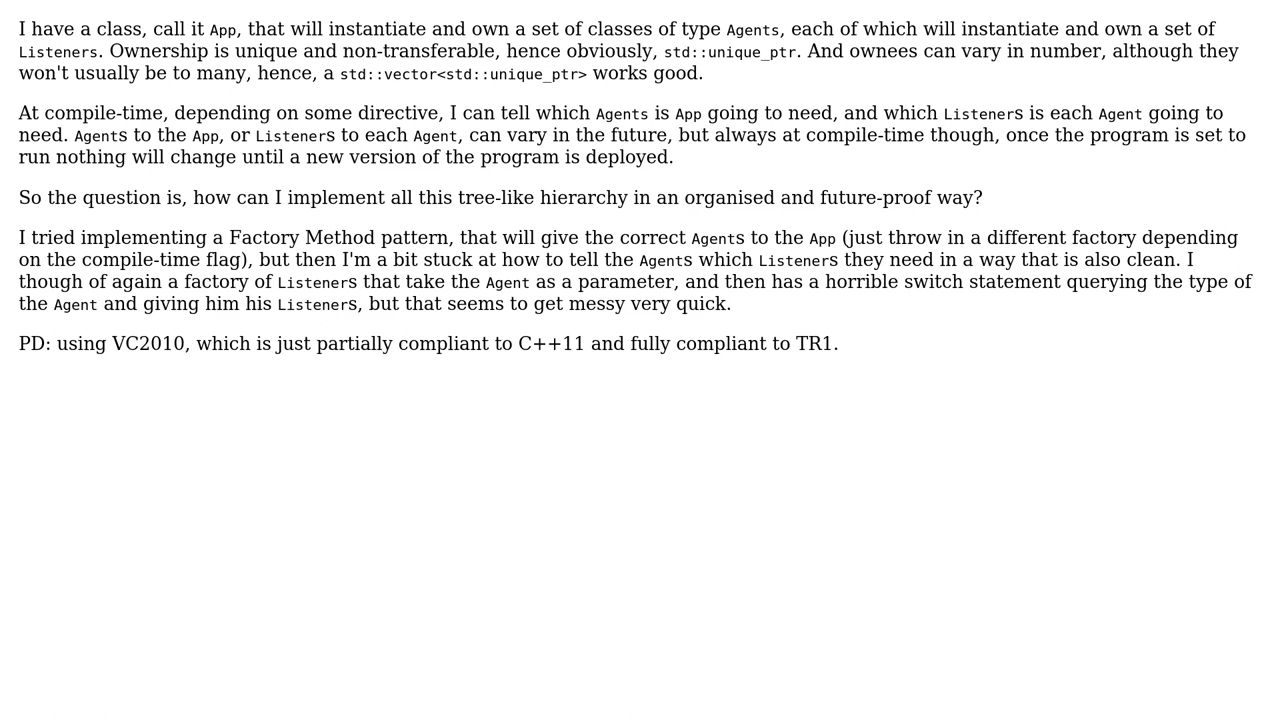 I have a class, call it App, that will instantiate and own a set of classes of type Agents, each of which will instantiate and own a set of
Listeners. Ownership is unique and non-transferable, hence obviously, std::unique_ptr. And ownees can vary in number, although they
won't usually be to many, hence, a std::vector<std::unique_ptr> works good.
At compile-time, depending on some directive, I can tell which Agents is App going to need, and which Listeners is each Agent going to
need. Agents to the App, or Listeners to each Agent, can vary in the future, but always at compile-time though, once the program is set to
run nothing will change until a new version of the program is deployed.
So the question is, how can I implement all this tree-like hierarchy in an organised and future-proof way?
I tried implementing a Factory Method pattern, that will give the correct Agents to the App (just throw in a different factory depending
on the compile-time flag), but then I'm a bit stuck at how to tell the Agents which Listeners they need in a way that is also clean. I
though of again a factory of Listeners that take the Agent as a parameter, and then has a horrible switch statement querying the type of
the Agent and giving him his Listeners, but that seems to get messy very quick.
PD: using VC2010, which is just partially compliant to C++11 and fully compliant to TR1.